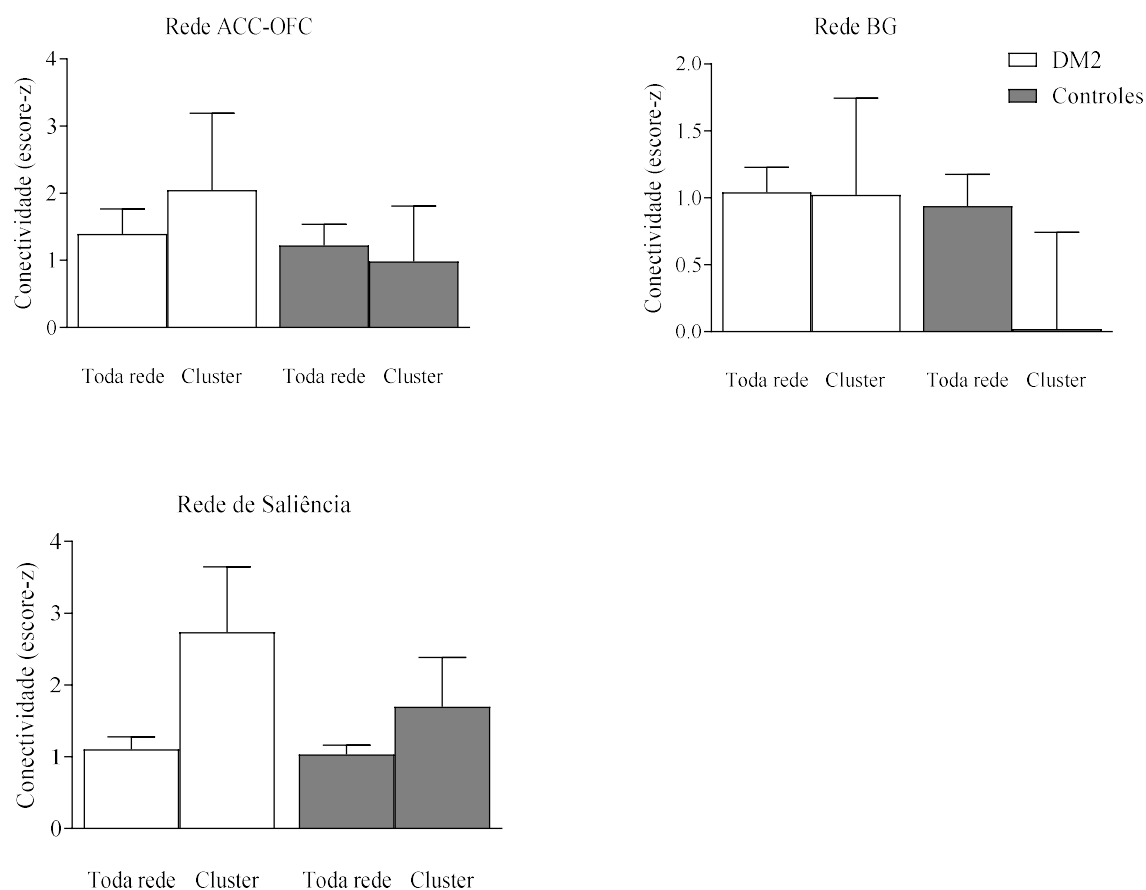 Rede ACC-OFC
Conectividade (escore-z)
4
3
2
1
0
Toda rede Cluster Toda rede Cluster
Rede BG
DM2
Controles
Conectividade (escore-z)
2.0
1.5
1.0
0.5
0.0
Toda rede Cluster Toda rede Cluster
Rede de Saliência
Conectividade (escore-z)
4
3
2
1
0
Toda rede Cluster Toda rede Cluster